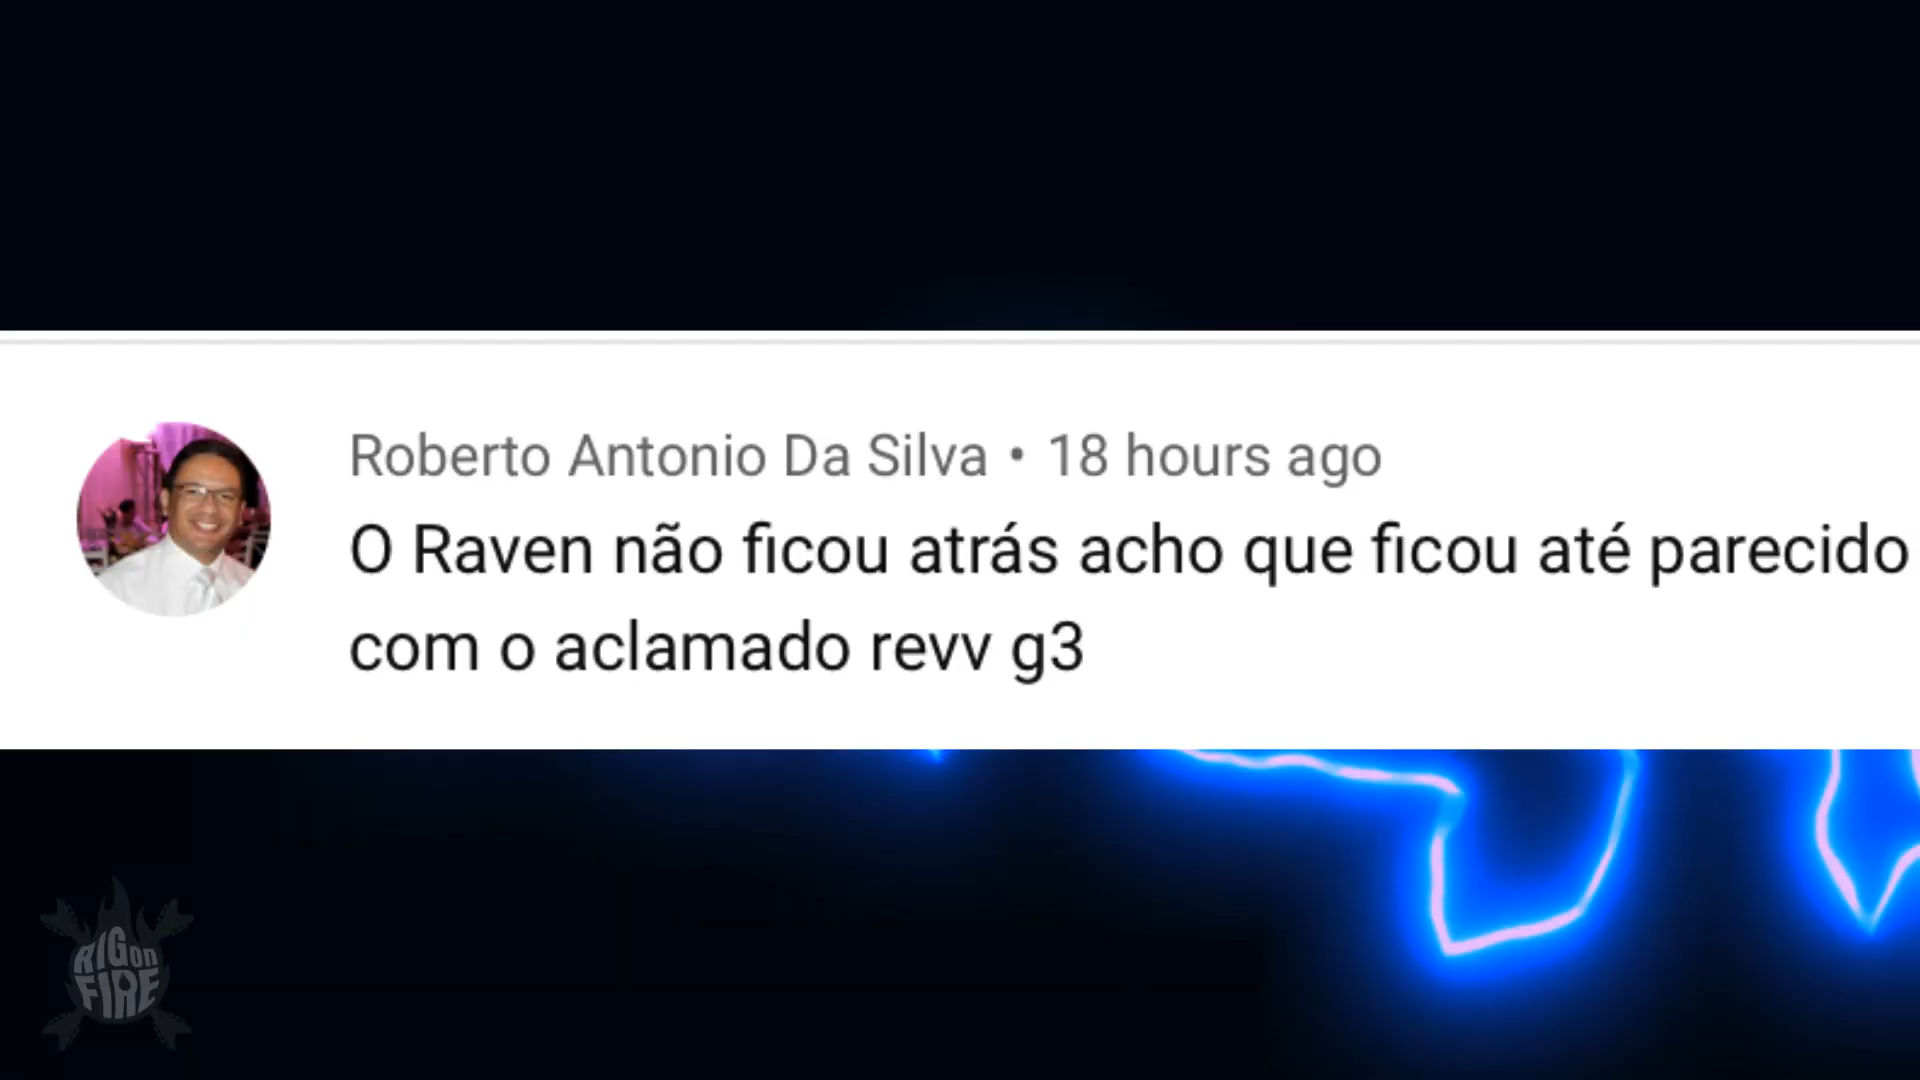 Roberto Antonio Da Silva • 18 hours ago
O Raven não ficou atrás acho que ficou até parecido
com o aclamado revv g3
RIG on
FIRE